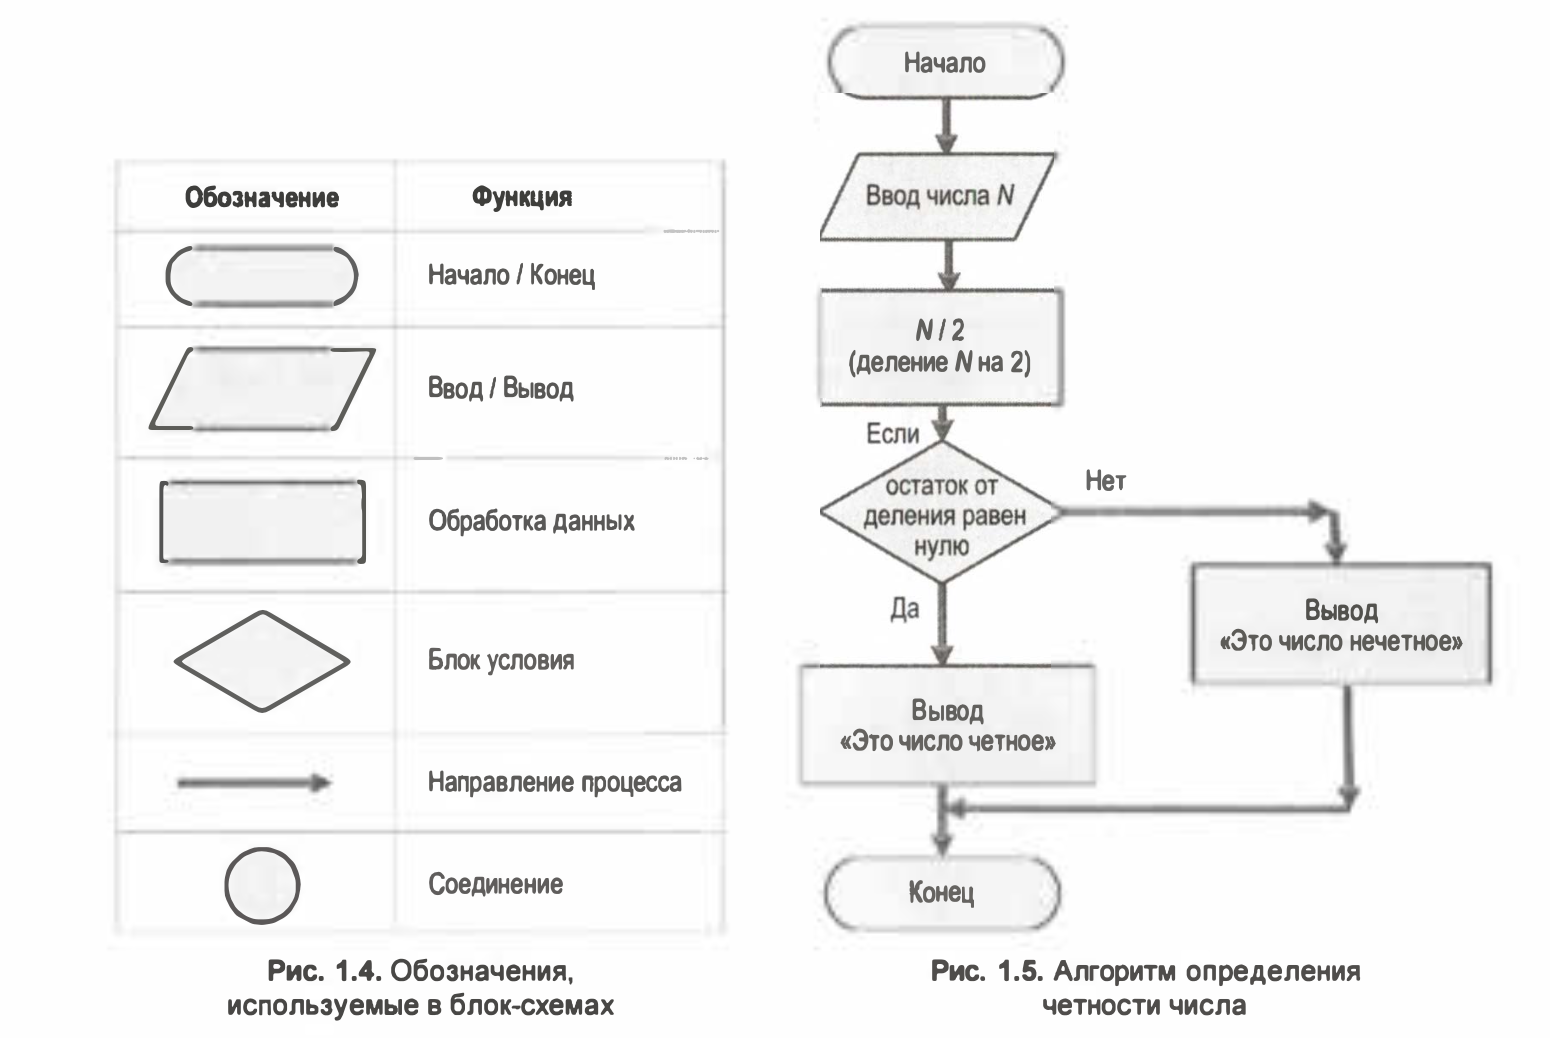 Обозначение Функция
Начало / Конец
Ввод / Вывод
Обработка данных
Блок условия
Направление процесса
Соединение
Рис. 1.4. Обозначения,
используемые в блок-схемах
Начало
Ввод числа N
N / 2
(деление N на 2)
Если
остаток от
деления равен
нулю
Нет
Да
Вывод
«Это число нечетное»
Вывод
«Это число четное»
Конец
Рис. 1.5. Алгоритм определения
четности числа